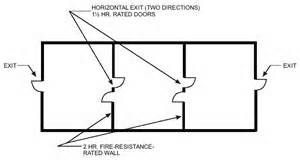 HORIZONTAL EXIT (TWO DIRECTIONS)
1½ HR. RATED DOORS
EXIT
EXIT
2 HR. FIRE-RESISTANCE-
RATED WALL